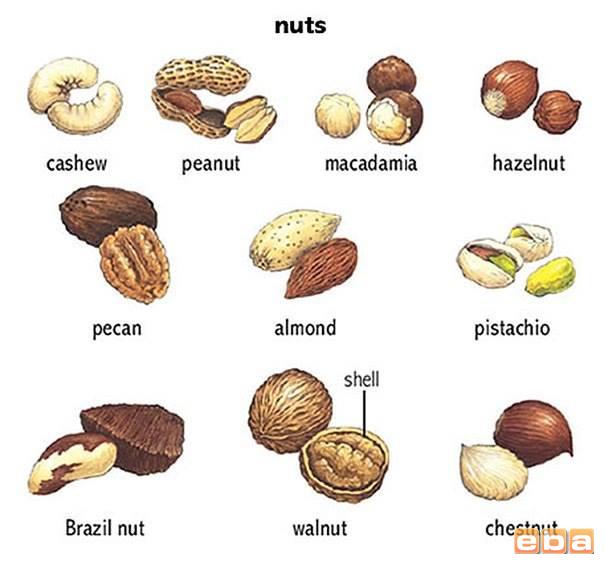 nuts
cashew peanut macadamia hazelnut
pecan almond pistachio
shell
Brazil nut walnut chestnut
eba